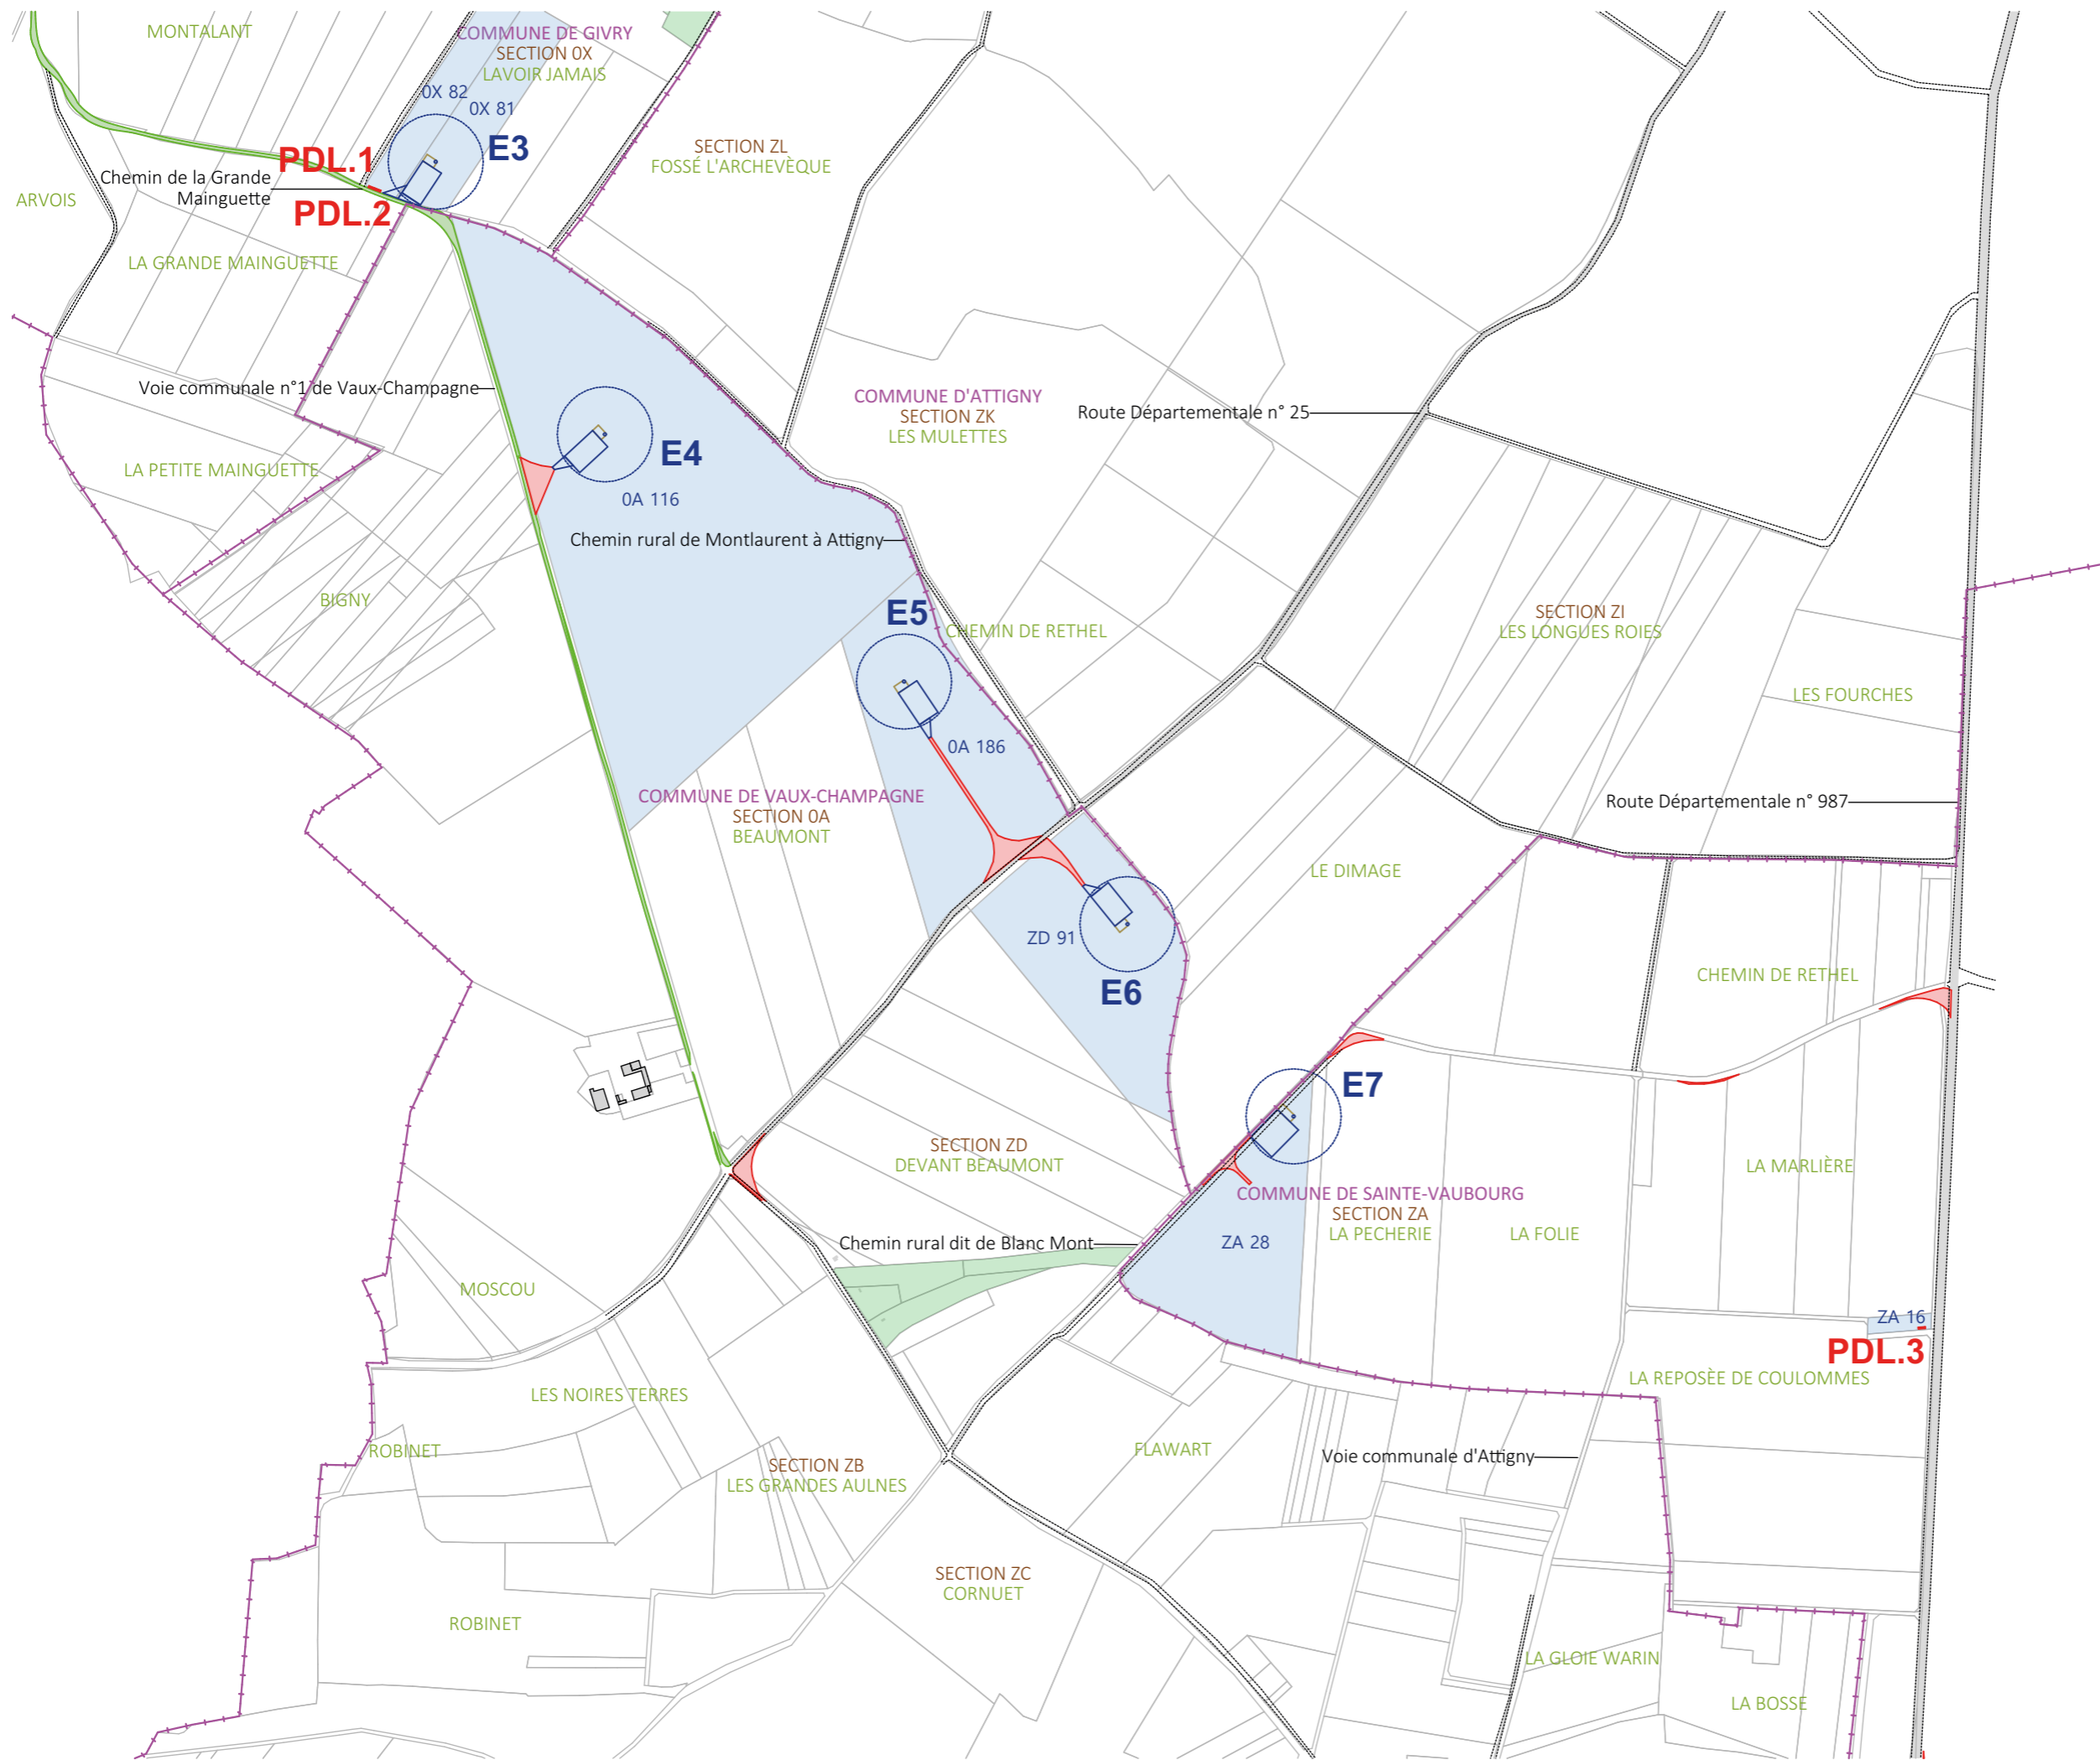 MONTALANT
COMMUNE DE GIVRY
SECTION 0X
LAVOIR JAMAIS
0X 82
0X 81
E3
PDL.1
Chemin de la Grande
Mainguette
PDL.2
ARVOIS
SECTION ZL
FOSSÉ L'ARCHEVÈQUE
LA GRANDE MAINGUETTE
Voie communale n°1 de Vaux-Champagne
COMMUNE D'ATTIGNY
SECTION ZK
LES MULETTES
Route Départementale n° 25
LA PETITE MAINGUETTE
E4
0A 116
Chemin rural de Montlaurent à Attigny
BIGNY
E5
CHEMIN DE RETHEL
SECTION ZI
LES LONGUES ROIES
LES FOURCHES
0A 186
COMMUNE DE VAUX-CHAMPAGNE
SECTION 0A
BEAUMONT
Route Départementale n° 987
LE DIMAGE
ZD 91
E6
CHEMIN DE RETHEL
E7
SECTION ZD
DEVANT BEAUMONT
LA MARLIÈRE
COMMUNE DE SAINTE-VAUBOURG
SECTION ZA
LA PECHERIE
LA FOLIE
Chemin rural dit de Blanc Mont
ZA 28
MOSCOU
ZA 16
PDL.3
LA REPOSÈE DE COULOMMES
LES NOIRES TERRES
ROBINET
FLAWART
Voie communale d'Attigny
SECTION ZB
LES GRANDES AULNES
SECTION ZC
CORNUET
ROBINET
LA GLOIE WARIN
LA BOSSE